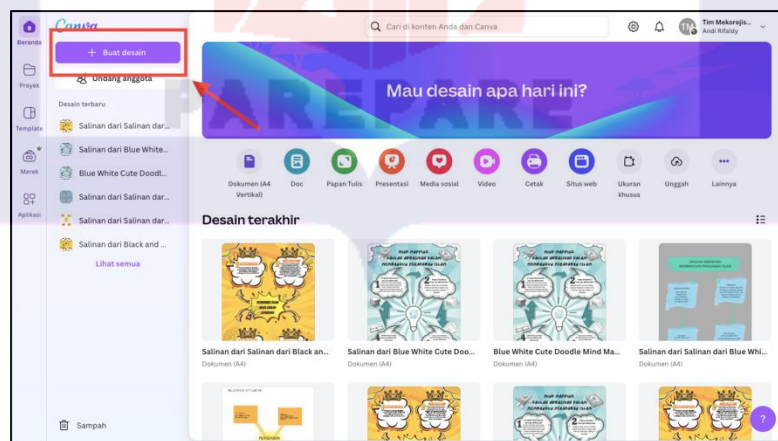 Canva
Cari di konten Anda dan Canva
TM
Tim Mekorojis...
Andi Rifaldy
Beranda
Proyek
Template
Merek
Aplikasi
+ Buat desain
Undang anggota
Desain terbaru
Salinan dari Salinan dar...
Salinan dari Blue White...
Blue White Cute Doodl...
Salinan dari Salinan dar...
Salinan dari Salinan dar...
Salinan dari Black and ...
Lihat semua
Sampah
Mau desain apa hari ini?
PAREPARE
Dokumen (A4 Vertikal)
Doc
Papan Tulis
Presentasi
Media sosial
Video
Cetak
Situs web
Ukuran khusus
Unggah
Lainnya
Desain terakhir
Salinan dari Salinan dari Black an...
Dokumen (A4)
Salinan dari Blue White Cute Doo...
Dokumen (A4)
Blue White Cute Doodle Mind Ma...
Dokumen (A4)
Salinan dari Salinan dari Blue Whi...
Dokumen (A4)
?